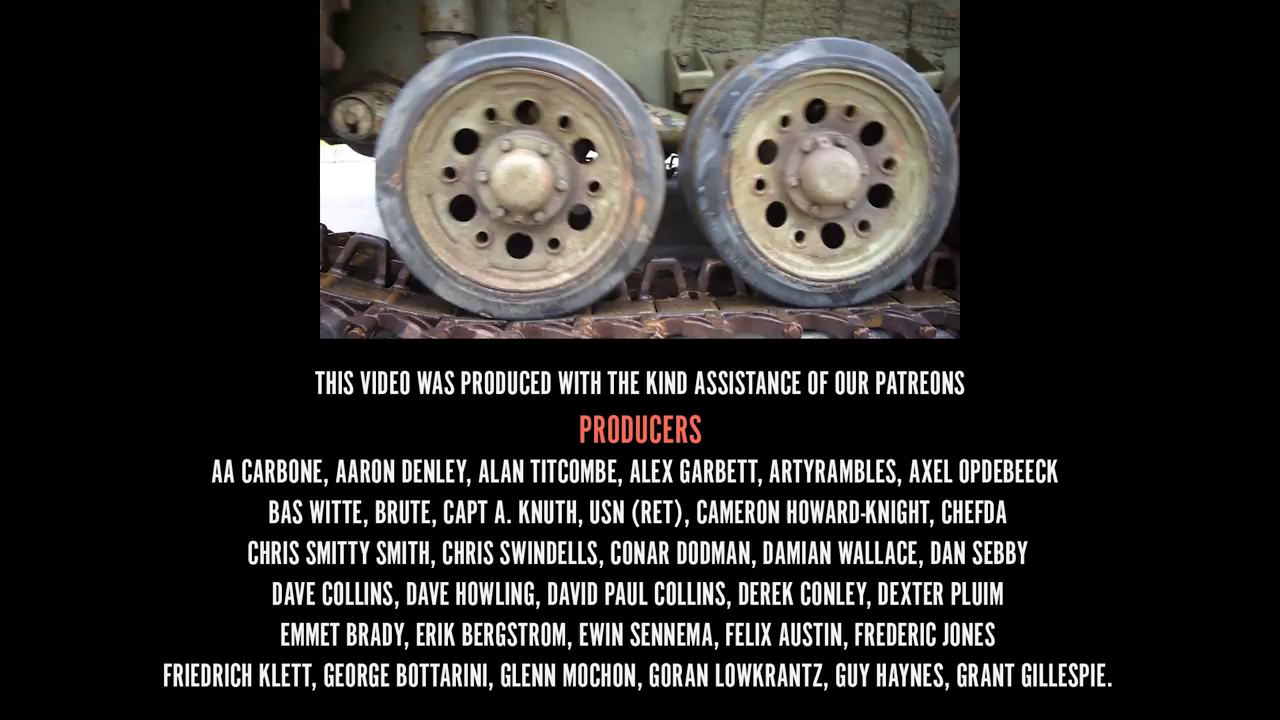 THIS VIDEO WAS PRODUCED WITH THE KIND ASSISTANCE OF OUR PATREONS
PRODUCERS
AA CARBONE, AARON DENLEY, ALAN TITCOMBE, ALEX GARBETT, ARTYRAMBLES, AXEL OPDEBEECK
BAS WITTE, BRUTE, CAPT A. KNUTH, USN (RET), CAMERON HOWARD-KNIGHT, CHEFDA
CHRIS SMITTY SMITH, CHRIS SWINDELLS, CONAR DODMAN, DAMIAN WALLACE, DAN SEBBY
DAVE COLLINS, DAVE HOWLING, DAVID PAUL COLLINS, DEREK CONLEY, DEXTER PLUIM
EMMET BRADY, ERIK BERGSTROM, EWIN SENNEMA, FELIX AUSTIN, FREDERIC JONES
FRIEDRICH KLETT, GEORGE BOTTARINI, GLENN MOCHON, GORAN LOWKRANTZ, GUY HAYNES, GRANT GILLESPIE.